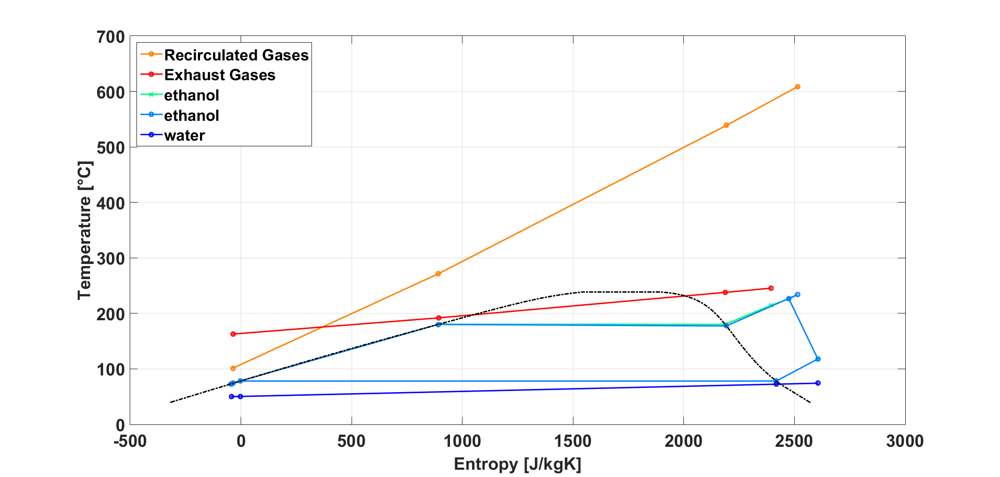 700
600
500
400
300
200
100
0
Temperature [°C]
Recirculated Gases
Exhaust Gases
ethanol
ethanol
water
-500 0 500 1000 1500 2000 2500 3000
Entropy [J/kgK]